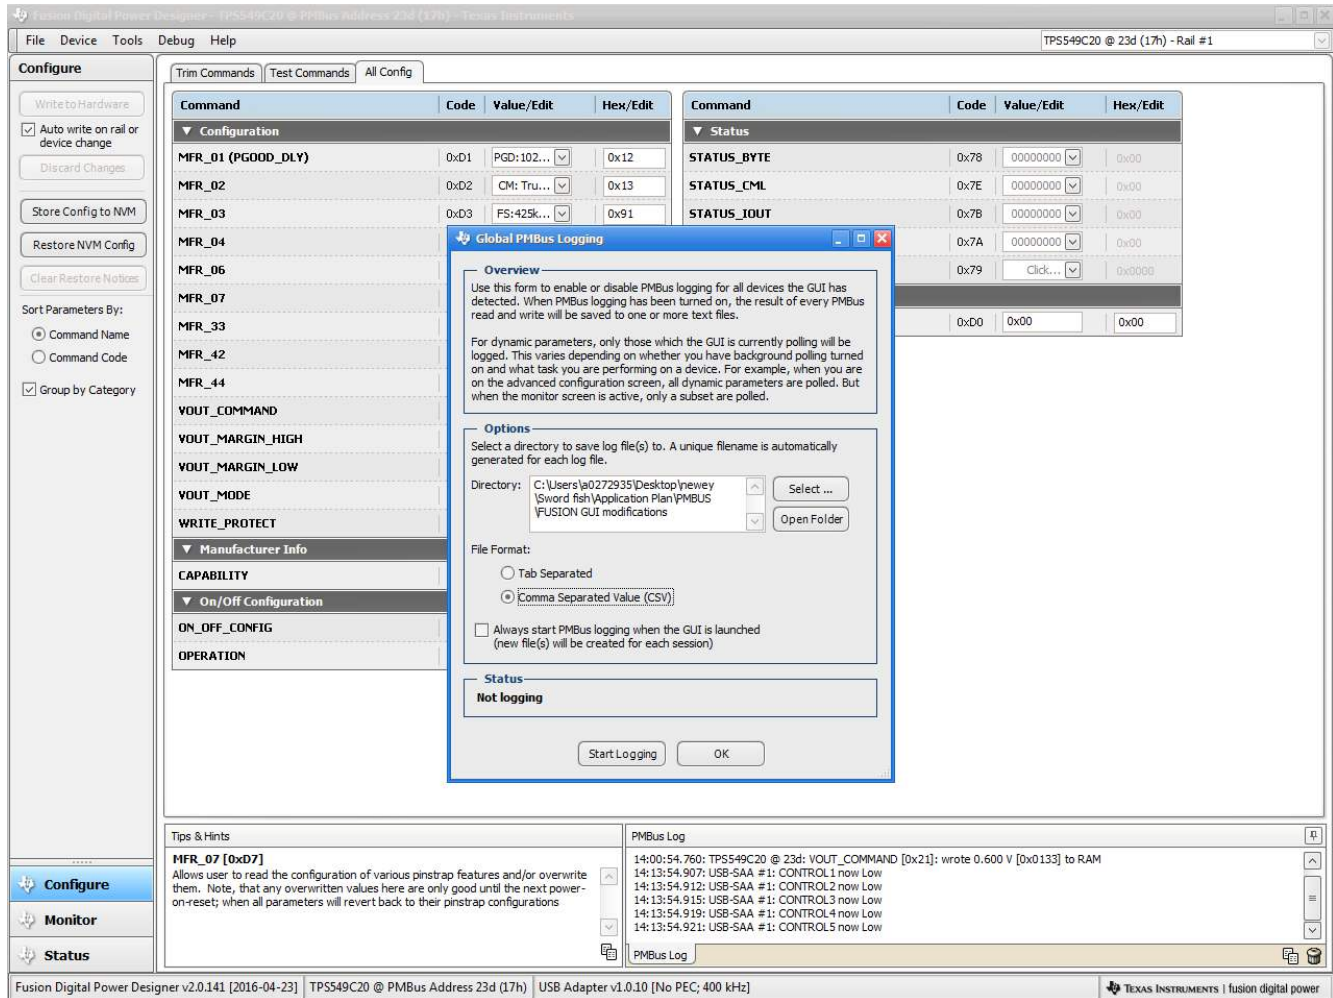 Fusion Digital Power Designer - TPS549C20 @ PMBus Address 23d (17h) - Texas Instruments
File Device Tools Debug Help
TPS549C20 @ 23d (17h) - Rail #1
Configure
Write to Hardware
Auto write on rail or
device change
Discard Changes
Store Config to NVM
Restore NVM Config
Clear Restore Notices
Sort Parameters By:
Command Name
Command Code
Group by Category
Trim Commands Test Commands All Config
Command Code Value/Edit Hex/Edit
Configuration
MFR_01 (PGOOD_DLY) 0xD1 PGD:102... 0x12
MFR_02 0xD2 CM: Tru... 0x13
MFR_03 0xD3 FS:425k... 0x91
MFR_04
MFR_06
MFR_07
MFR_33
MFR_42
MFR_44
VOUT_COMMAND
VOUT_MARGIN_HIGH
VOUT_MARGIN_LOW
VOUT_MODE
WRITE_PROTECT
Manufacturer Info
CAPABILITY
On/Off Configuration
ON_OFF_CONFIG
OPERATION
Command Code Value/Edit Hex/Edit
Status
STATUS_BYTE 0x78 00000000 0x00
STATUS_CML 0x7E 00000000 0x00
STATUS_IOUT 0x7B 00000000 0x00
0x7A 00000000 0x00
0x79 Click... 0x0000
0xD0 0x00 0x00
Global PMBus Logging
Overview
Use this form to enable or disable PMBus logging for all devices the GUI has
detected. When PMBus logging has been turned on, the result of every PMBus
read and write will be saved to one or more text files.
For dynamic parameters, only those which the GUI is currently polling will be
logged. This varies depending on whether you have background polling turned
on and what task you are performing on a device. For example, when you are
on the advanced configuration screen, all dynamic parameters are polled. But
when the monitor screen is active, only a subset are polled.
Options
Select a directory to save log file(s) to. A unique filename is automatically
generated for each log file.
Directory: C:\Users\a0272935\Desktop\newey
\Sword fish\Application Plan\PMBUS
\FUSION GUI modifications
Select ...
Open Folder
File Format:
Tab Separated
Comma Separated Value (CSV)
Always start PMBus logging when the GUI is launched
(new file(s) will be created for each session)
Status
Not logging
Start Logging OK
Tips & Hints
MFR_07 [0xD7]
Allows user to read the configuration of various pinstrap features and/or overwrite
them. Note, that any overwritten values here are only good until the next power-
on-reset; when all parameters will revert back to their pinstrap configurations
PMBus Log
14:00:54.760: TPS549C20 @ 23d: VOUT_COMMAND [0x21]: wrote 0.600 V [0x0133] to RAM
14:13:54.907: USB-SAA #1: CONTROL1 now Low
14:13:54.912: USB-SAA #1: CONTROL2 now Low
14:13:54.915: USB-SAA #1: CONTROL3 now Low
14:13:54.919: USB-SAA #1: CONTROL4 now Low
14:13:54.921: USB-SAA #1: CONTROL5 now Low
PMBus Log
Configure
Monitor
Status
Fusion Digital Power Designer v2.0.141 [2016-04-23] TPS549C20 @ PMBus Address 23d (17h) USB Adapter v1.0.10 [No PEC; 400 kHz] TEXAS INSTRUMENTS | fusion digital power